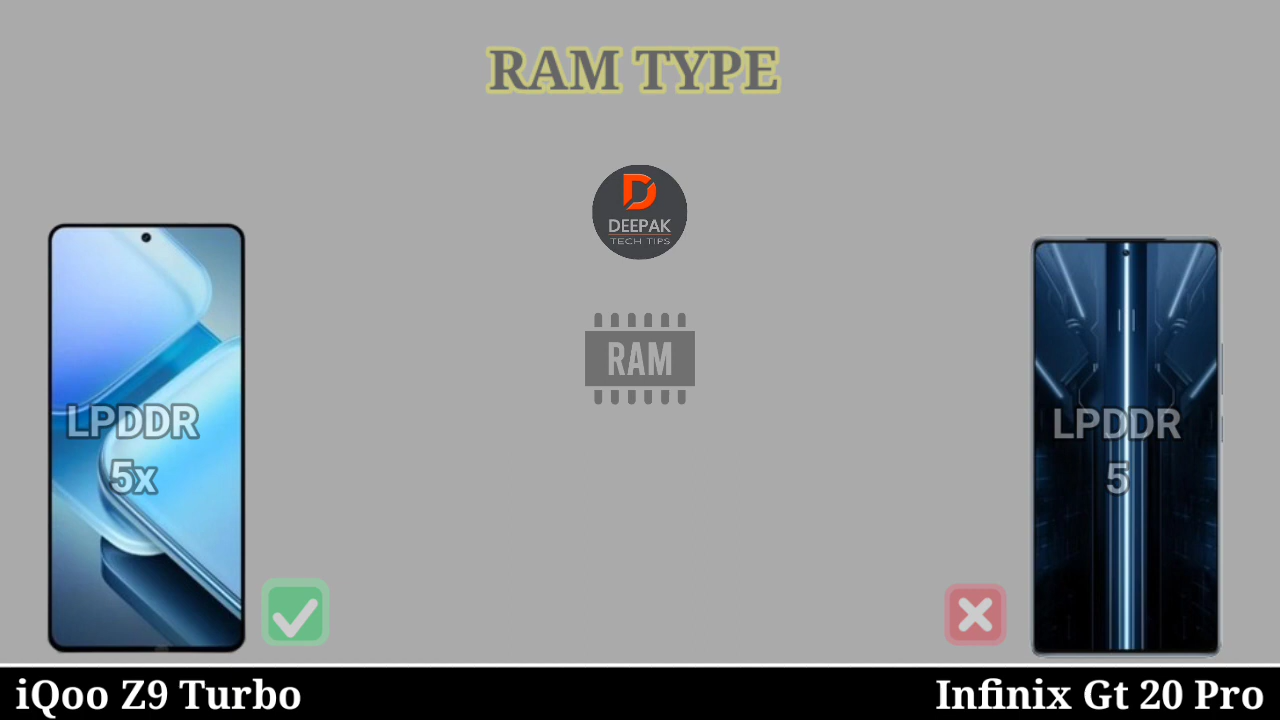 RAM TYPE
D
DEEPAK
TECH TIPS
RAM
LPDDR
5x
LPDDR
5
iQoo Z9 Turbo
Infinix Gt 20 Pro